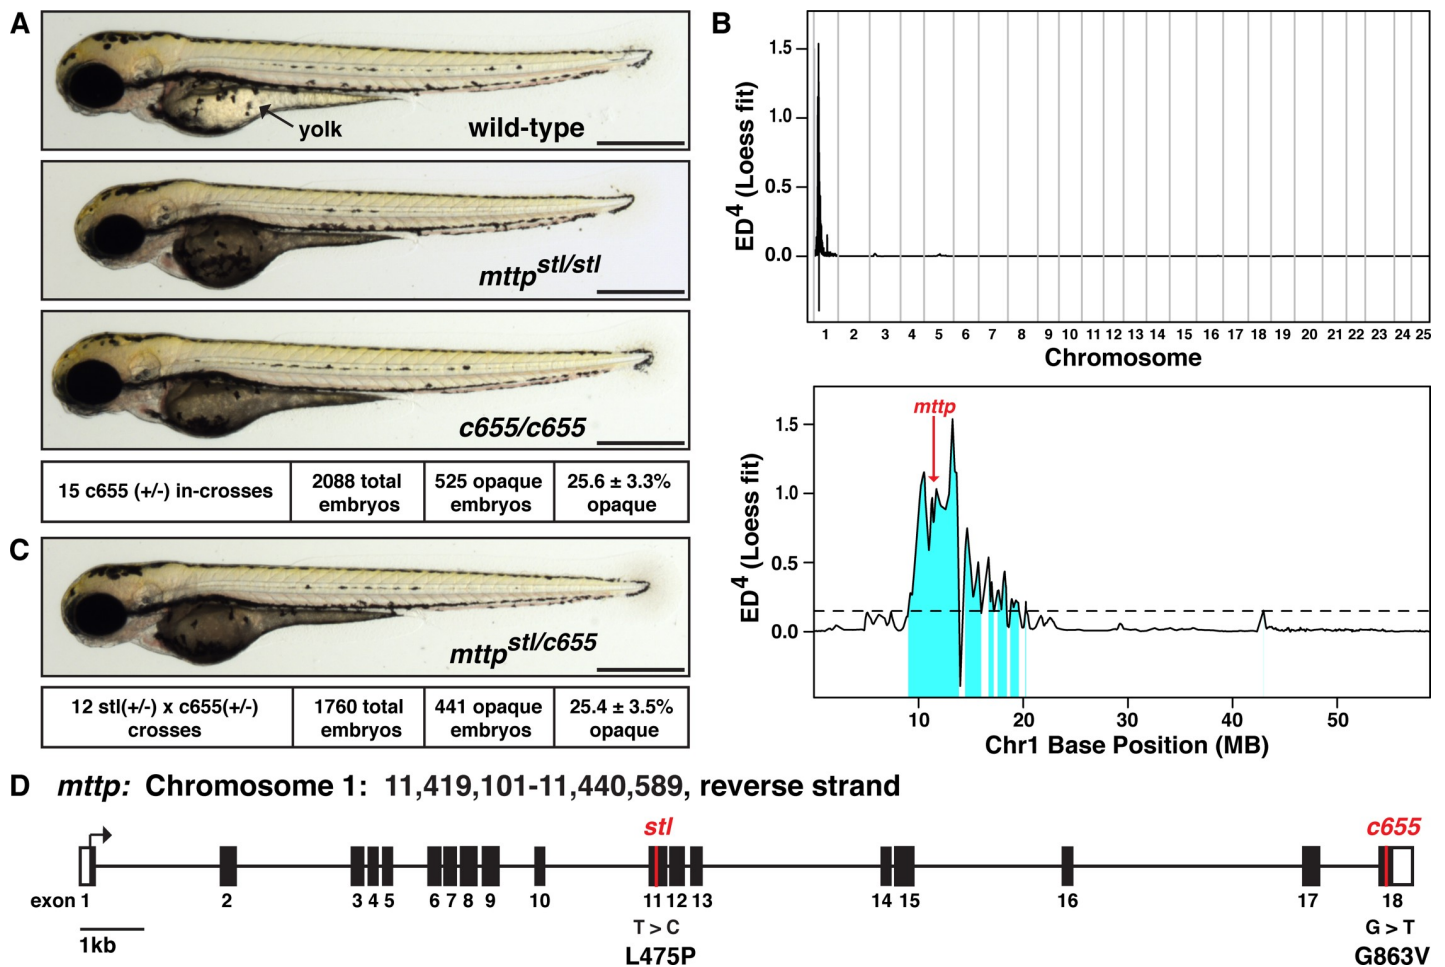 A
yolk
wild-type
mttp stl/stl
c655/c655
15 c655 (+/-) in-crosses
2088 total embryos
525 opaque embryos
25.6 ± 3.3% opaque
B
ED4 (Loess fit)
1.5
1.0
0.5
0.0
1 2 3 4 5 6 7 8 9 10 11 12 13 14 15 16 17 18 19 20 21 22 23 24 25
Chromosome
mttp
ED4 (Loess fit)
1.5
1.0
0.5
0.0
10 20 30 40 50
Chr1 Base Position (MB)
C
mttp stl/c655
12 stl(+/-) x c655(+/-) crosses
1760 total embryos
441 opaque embryos
25.4 ± 3.5% opaque
D mttp: Chromosome 1: 11,419,101-11,440,589, reverse strand
stl
c655
exon 1 2 3 4 5 6 7 8 9 10 11 12 13 14 15 16 17 18
T > C
G > T
1kb
L475P
G863V